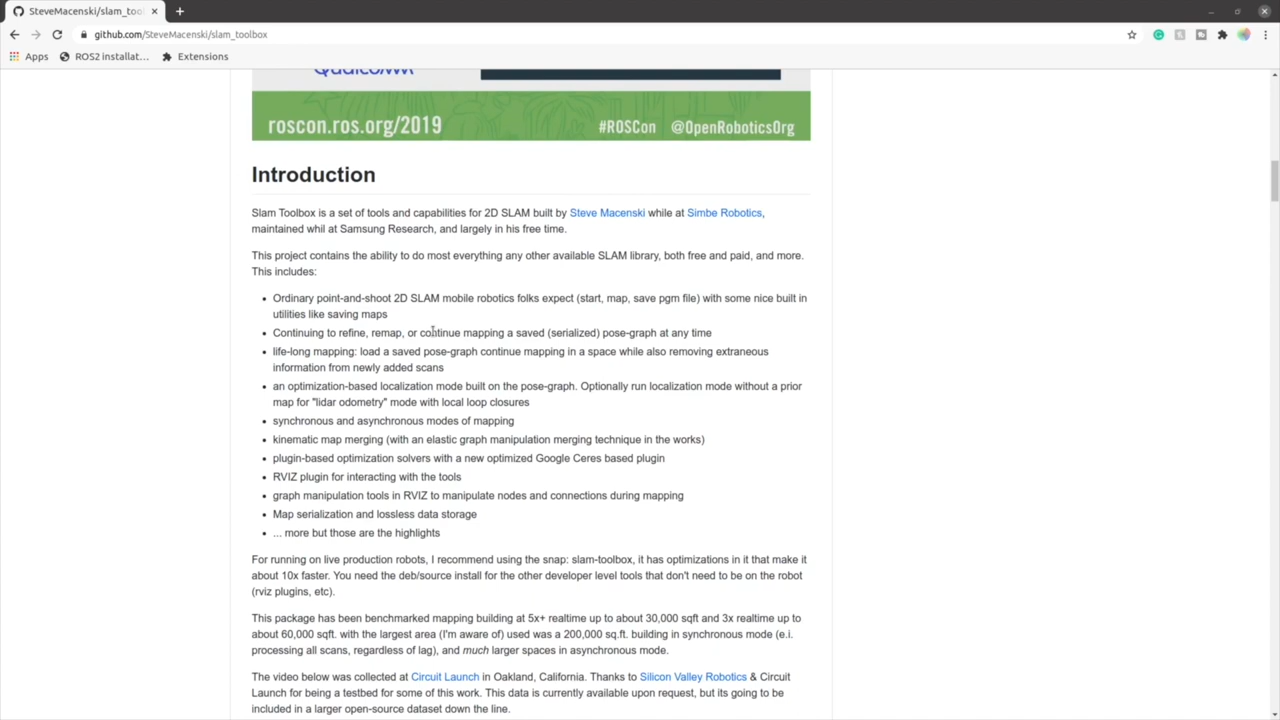 SteveMacenski/slam_too
github.com/SteveMacenski/slam_toolbox
Apps ROS2 installat... Extensions
Qualcomm
roscon.ros.org/2019 #ROSCon @OpenRoboticsOrg
Introduction
Slam Toolbox is a set of tools and capabilities for 2D SLAM built by Steve Macenski while at Simbe Robotics,
maintained whil at Samsung Research, and largely in his free time.
This project contains the ability to do most everything any other available SLAM library, both free and paid, and more.
This includes:
• Ordinary point-and-shoot 2D SLAM mobile robotics folks expect (start, map, save pgm file) with some nice built in
utilities like saving maps
• Continuing to refine, remap, or continue mapping a saved (serialized) pose-graph at any time
• life-long mapping: load a saved pose-graph continue mapping in a space while also removing extraneous
information from newly added scans
• an optimization-based localization mode built on the pose-graph. Optionally run localization mode without a prior
map for "lidar odometry" mode with local loop closures
• synchronous and asynchronous modes of mapping
• kinematic map merging (with an elastic graph manipulation merging technique in the works)
• plugin-based optimization solvers with a new optimized Google Ceres based plugin
• RVIZ plugin for interacting with the tools
• graph manipulation tools in RVIZ to manipulate nodes and connections during mapping
• Map serialization and lossless data storage
• ... more but those are the highlights
For running on live production robots, I recommend using the snap: slam-toolbox, it has optimizations in it that make it
about 10x faster. You need the deb/source install for the other developer level tools that don't need to be on the robot
(rviz plugins, etc).
This package has been benchmarked mapping building at 5x+ realtime up to about 30,000 sqft and 3x realtime up to
about 60,000 sqft. with the largest area (I'm aware of) used was a 200,000 sq.ft. building in synchronous mode (e.i.
processing all scans, regardless of lag), and much larger spaces in asynchronous mode.
The video below was collected at Circuit Launch in Oakland, California. Thanks to Silicon Valley Robotics & Circuit
Launch for being a testbed for some of this work. This data is currently available upon request, but its going to be
included in a larger open-source dataset down the line.